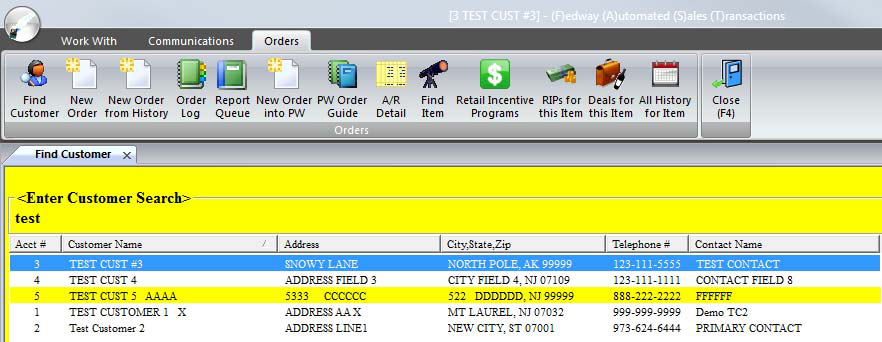 [3 TEST CUST #3] - (F)edway (A)utomated (S)ales (T)ransactions
Work With Communications Orders
Find Customer New Order New Order from History Order Log Report Queue New Order into PW PW Order Guide A/R Detail Find Item Retail Incentive Programs RIPs for this Item Deals for this Item All History for Item Close (F4)
Orders
Find Customer X
<Enter Customer Search>
test
Acct # Customer Name / Address City,State,Zip Telephone # Contact Name
3 TEST CUST #3 SNOWY LANE NORTH POLE, AK 99999 123-111-5555 TEST CONTACT
4 TEST CUST 4 ADDRESS FIELD 3 CITY FIELD 4, NJ 07109 123-111-1111 CONTACT FIELD 8
5 TEST CUST 5 AAAA 5333 CCCCCC 522 DDDDDD, NJ 99999 888-222-2222 FFFFFF
1 TEST CUSTOMER 1 X ADDRESS AA X MT LAUREL, NJ 07032 999-999-9999 Demo TC2
2 Test Customer 2 ADDRESS LINE1 NEW CITY, ST 07001 973-624-6444 PRIMARY CONTACT